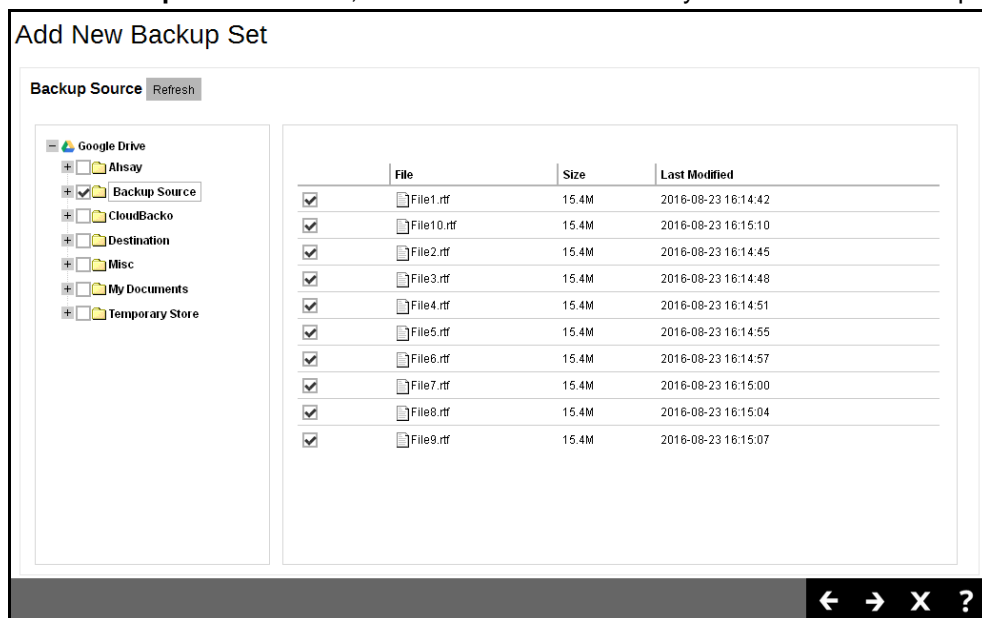 Add New Backup Set
Backup Source Refresh
Google Drive
Ahsay
Backup Source
CloudBacko
Destination
Misc
My Documents
Temporary Store
File Size Last Modified
File1.rtf 15.4M 2016-08-23 16:14:42
File10.rtf 15.4M 2016-08-23 16:15:10
File2.rtf 15.4M 2016-08-23 16:14:45
File3.rtf 15.4M 2016-08-23 16:14:48
File4.rtf 15.4M 2016-08-23 16:14:51
File5.rtf 15.4M 2016-08-23 16:14:55
File6.rtf 15.4M 2016-08-23 16:14:57
File7.rtf 15.4M 2016-08-23 16:15:00
File8.rtf 15.4M 2016-08-23 16:15:04
File9.rtf 15.4M 2016-08-23 16:15:07
X ?